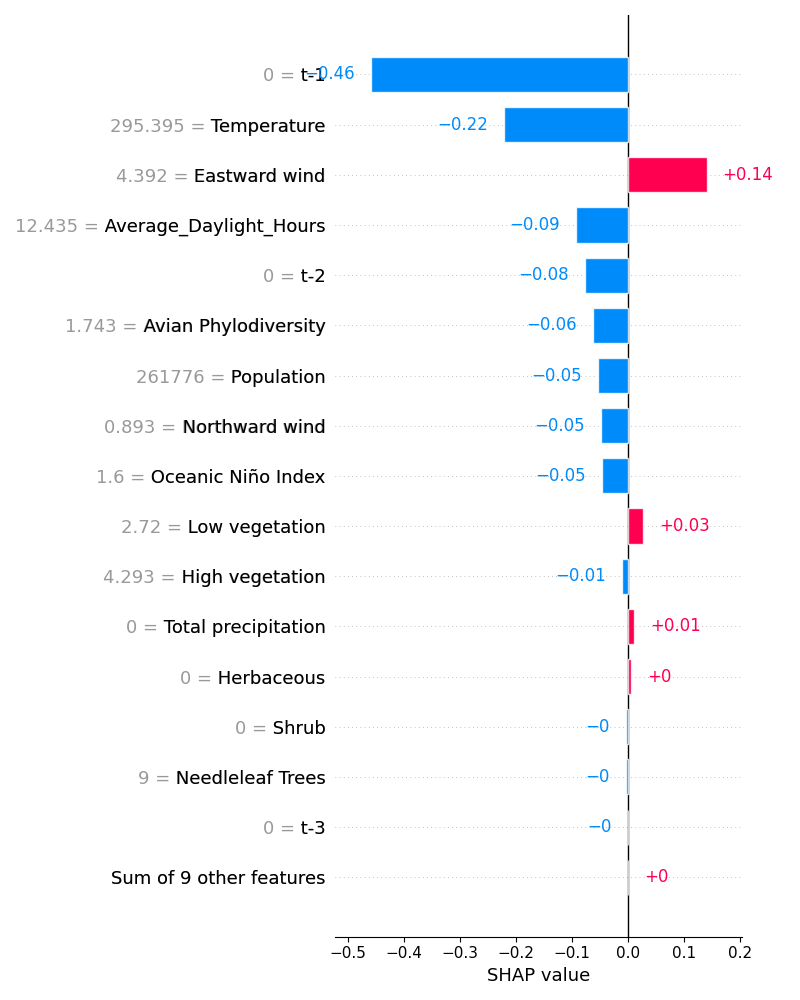 0 = t-1 −0.46
295.395 = Temperature −0.22
4.392 = Eastward wind +0.14
12.435 = Average_Daylight_Hours −0.09
0 = t-2 −0.08
1.743 = Avian Phylodiversity −0.06
261776 = Population −0.05
0.893 = Northward wind −0.05
1.6 = Oceanic Niño Index −0.05
2.72 = Low vegetation +0.03
4.293 = High vegetation −0.01
0 = Total precipitation +0.01
0 = Herbaceous +0
0 = Shrub −0
9 = Needleleaf Trees −0
0 = t-3 −0
Sum of 9 other features +0
−0.5 −0.4 −0.3 −0.2 −0.1 0.0 0.1 0.2
SHAP value